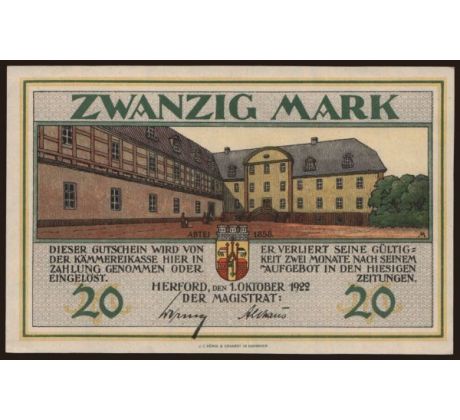 ZWANZIG MARK
ABTEI 1858.
DIESER GUTSCHEIN WIRD VON
DER KÄMMEREIKASSE HIER IN
ZAHLUNG GENOMMEN ODER
EINGELÖST.
ER VERLIERT SEINE GÜLTIG=
KEIT ZWEI MONATE NACH SEINEM
AUFGEBOT IN DEN HIESIGEN
ZEITUNGEN.
HERFORD, DEN 1. OKTOBER 1922
DER MAGISTRAT:
20
20